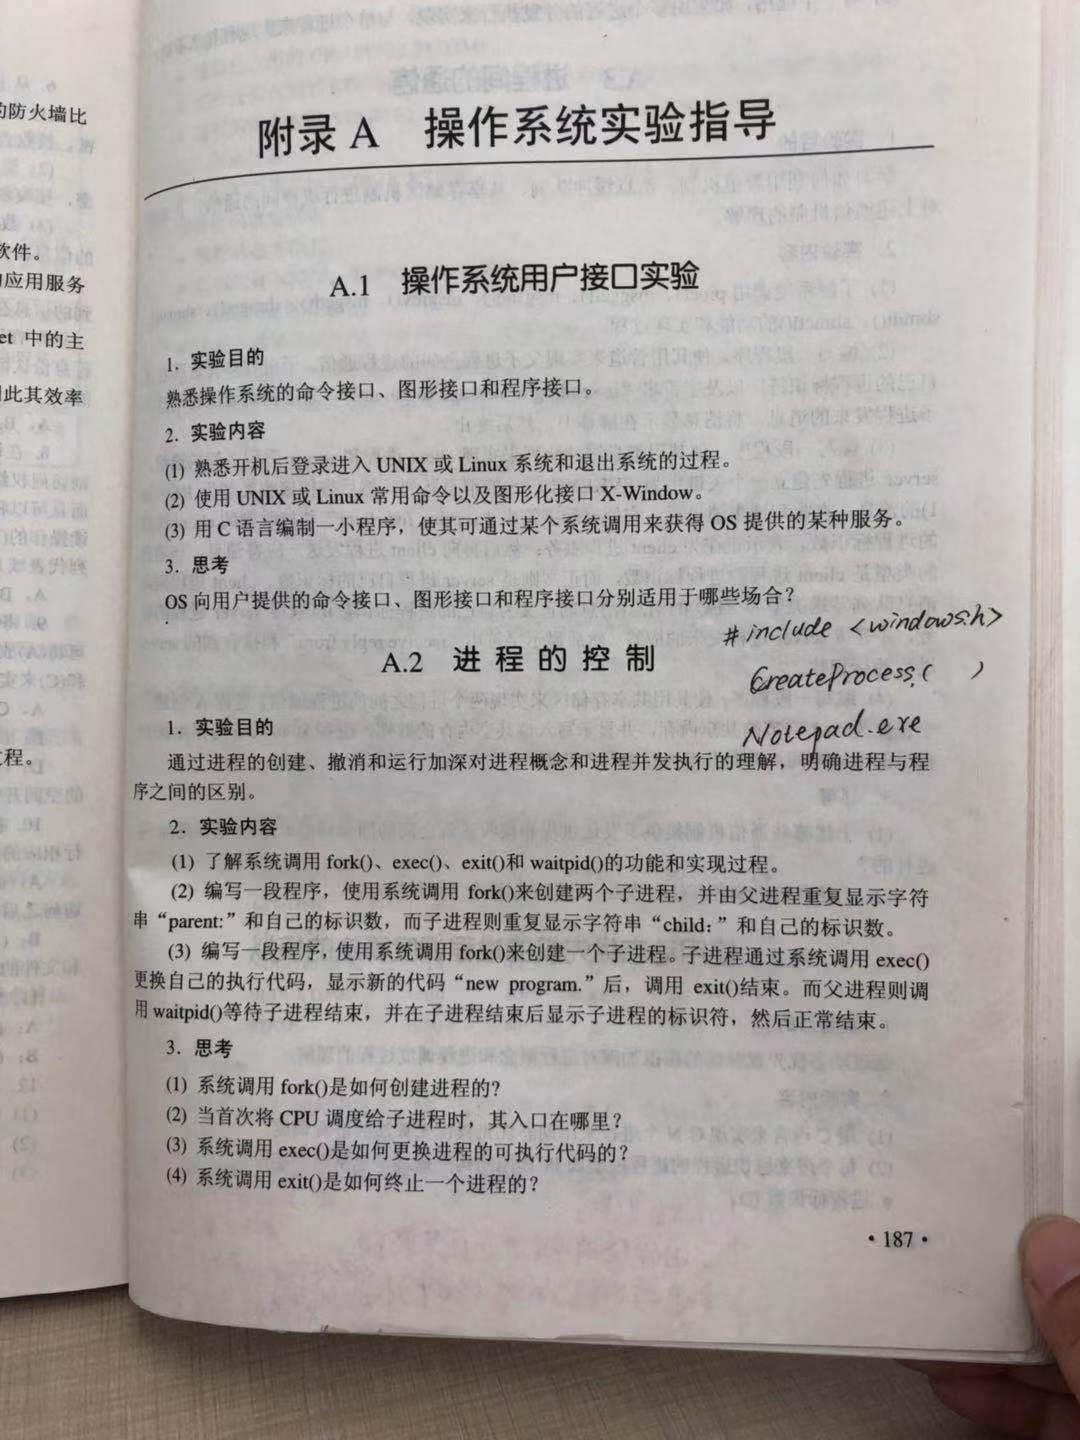 的防火墙比
软件。
的应用服务
et 中的主
因此其效率
程。
附录 A 操作系统实验指导
A.1 操作系统用户接口实验
1. 实验目的
熟悉操作系统的命令接口、图形接口和程序接口。
2. 实验内容
(1) 熟悉开机后登录进入 UNIX 或 Linux 系统和退出系统的过程。
(2) 使用 UNIX 或 Linux 常用命令以及图形化接口 X-Window。
(3) 用 C 语言编制一小程序，使其可通过某个系统调用来获得 OS 提供的某种服务。
3. 思考
OS 向用户提供的命令接口、图形接口和程序接口分别适用于哪些场合？
#include <windows.h>
A.2 进程的控制
CreateProcess( )
1. 实验目的
Notepad.exe
通过进程的创建、撤消和运行加深对进程概念和进程并发执行的理解，明确进程与程
序之间的区别。
2. 实验内容
(1) 了解系统调用 fork()、exec()、exit()和 waitpid()的功能和实现过程。
(2) 编写一段程序，使用系统调用 fork()来创建两个子进程，并由父进程重复显示字符
串“parent:”和自己的标识数，而子进程则重复显示字符串“child:”和自己的标识数。
(3) 编写一段程序，使用系统调用 fork()来创建一个子进程。子进程通过系统调用 exec()
更换自己的执行代码，显示新的代码“new program.”后，调用 exit()结束。而父进程则调
用 waitpid()等待子进程结束，并在子进程结束后显示子进程的标识符，然后正常结束。
3. 思考
(1) 系统调用 fork()是如何创建进程的？
(2) 当首次将 CPU 调度给子进程时，其入口在哪里？
(3) 系统调用 exec()是如何更换进程的可执行代码的？
(4) 系统调用 exit()是如何终止一个进程的？
·187·